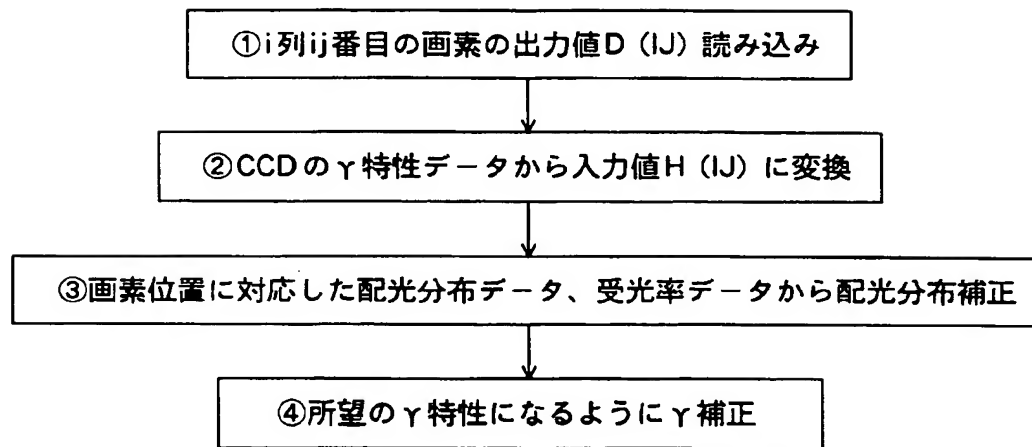 ①i列ij番目の画素の出力値D（IJ）読み込み
②CCDのγ特性データから入力値H（IJ）に変換
③画素位置に対応した配光分布データ、受光率データから配光分布補正
④所望のγ特性になるようにγ補正